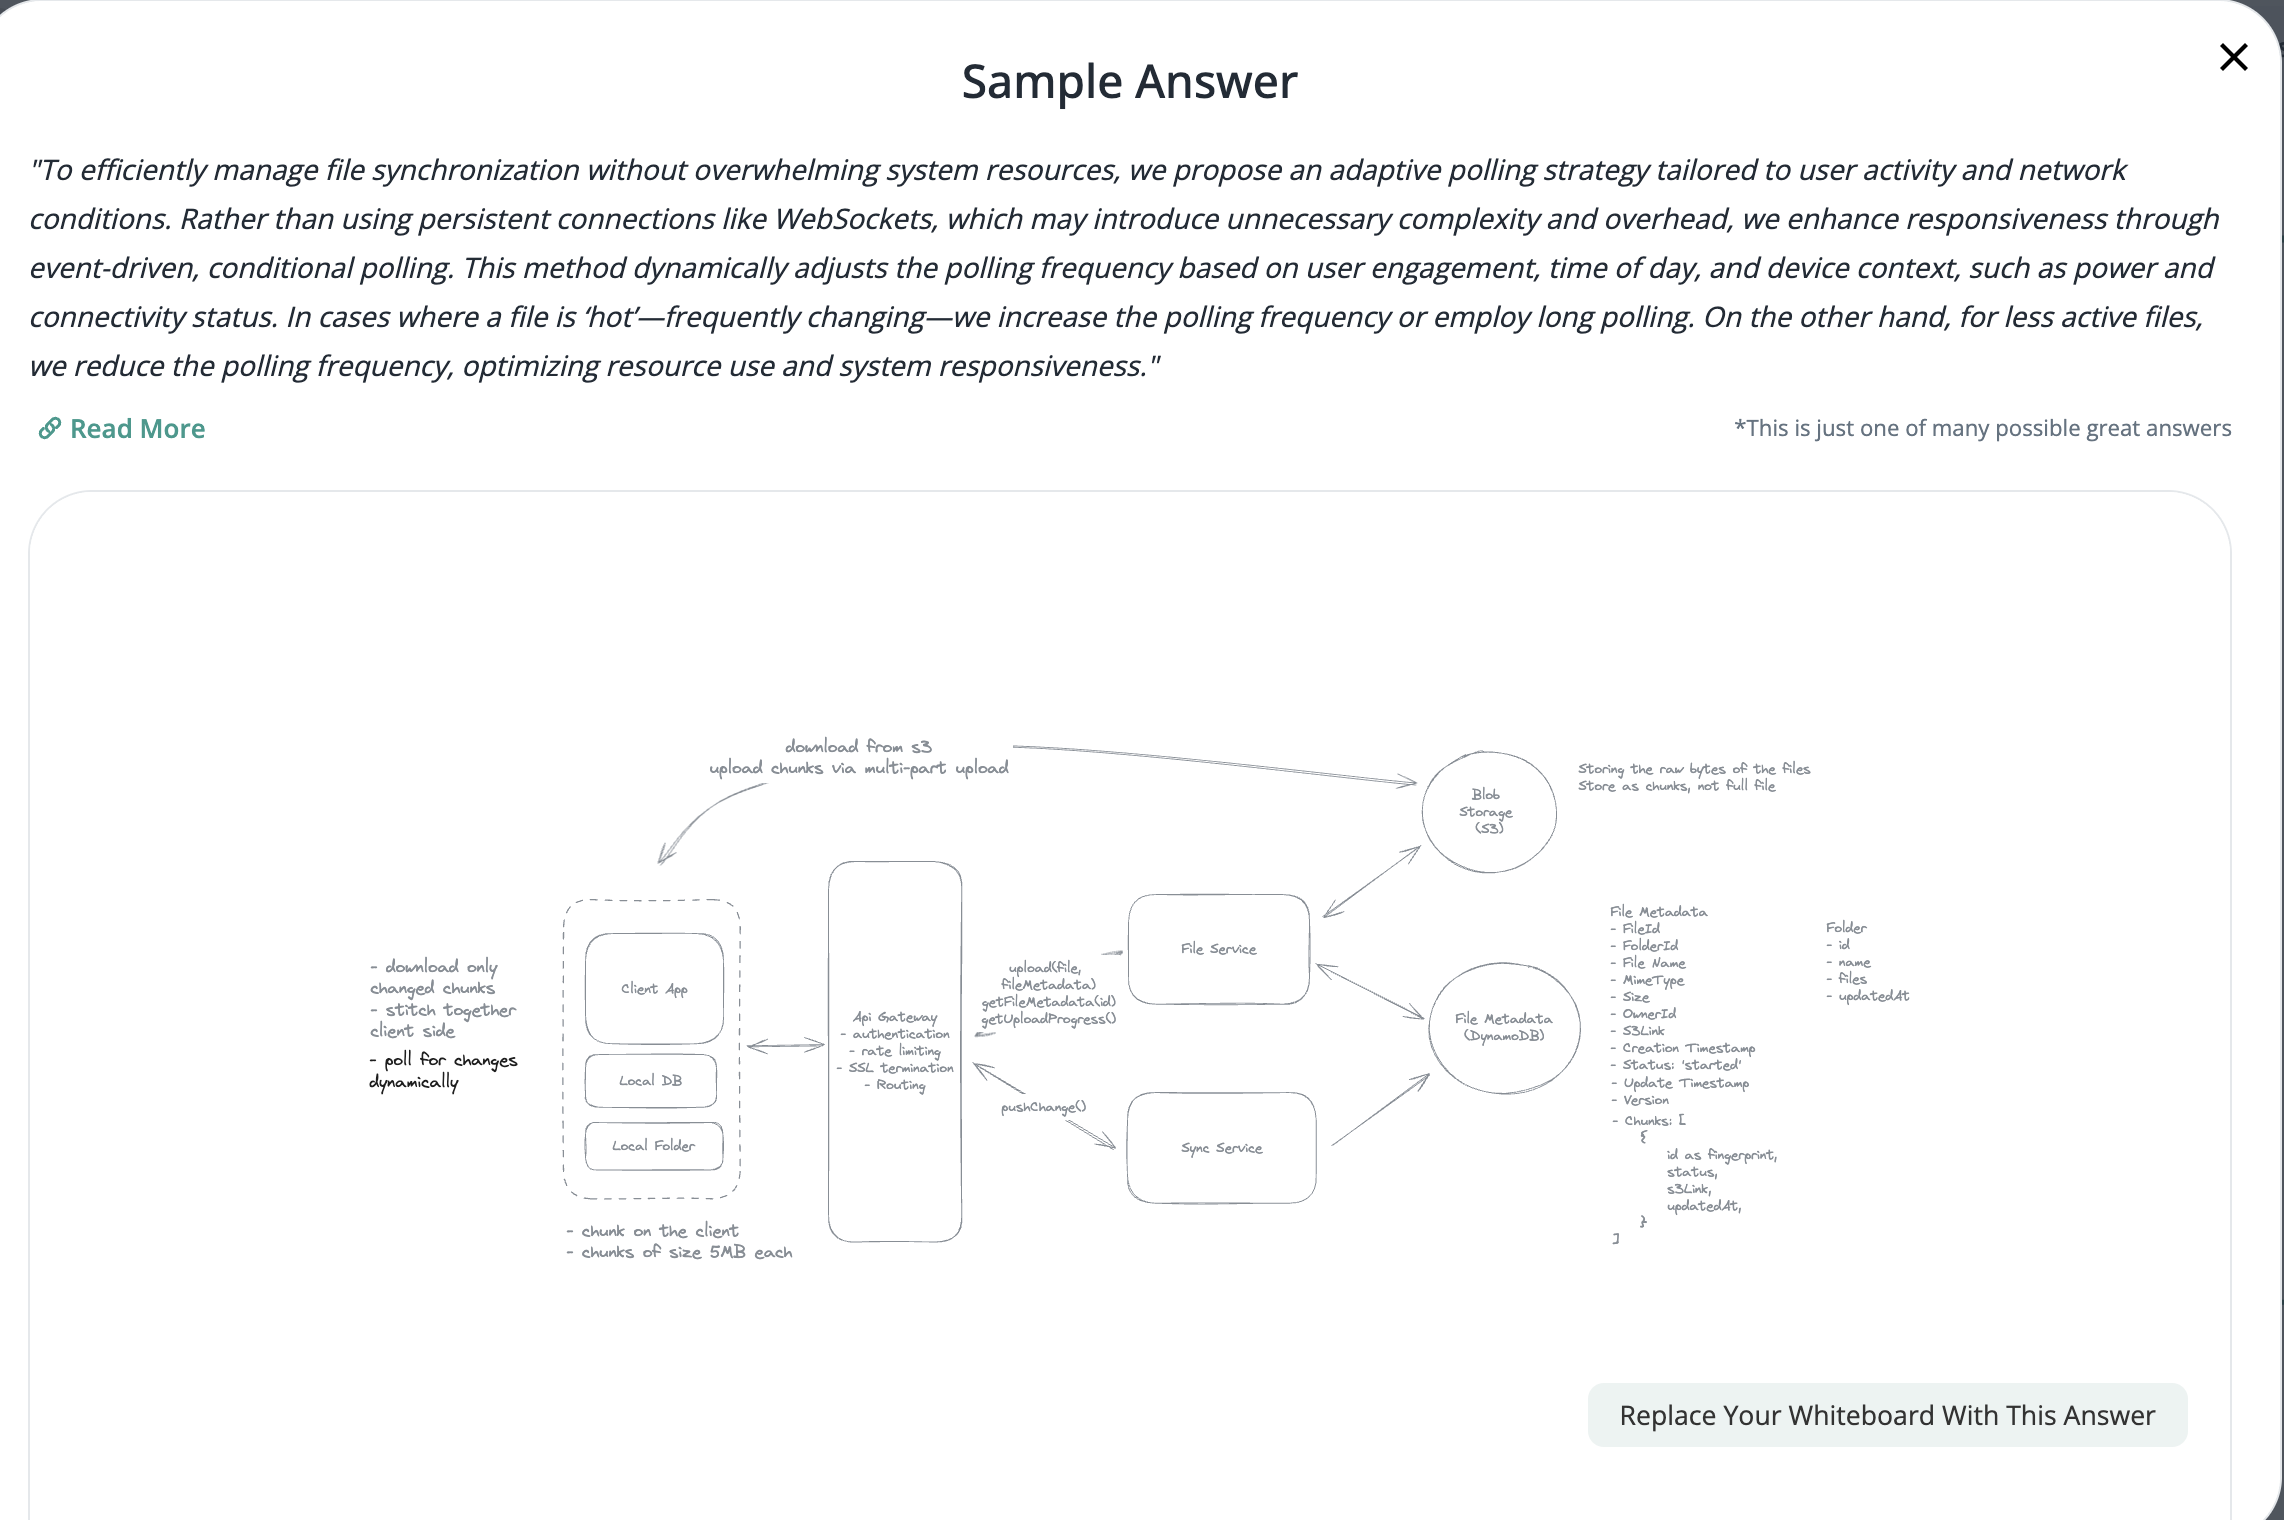 Sample Answer
"To efficiently manage file synchronization without overwhelming system resources, we propose an adaptive polling strategy tailored to user activity and network
conditions. Rather than using persistent connections like WebSockets, which may introduce unnecessary complexity and overhead, we enhance responsiveness through
event-driven, conditional polling. This method dynamically adjusts the polling frequency based on user engagement, time of day, and device context, such as power and
connectivity status. In cases where a file is ‘hot’—frequently changing—we increase the polling frequency or employ long polling. On the other hand, for less active files,
we reduce the polling frequency, optimizing resource use and system responsiveness."
Read More
*This is just one of many possible great answers
download from s3
upload chunks via multi-part upload
Blob
Storage
(S3)
Storing the raw bytes of the files
Store as chunks, not full file
- download only
changed chunks
- stitch together
client side
- poll for changes
dynamically
Client App
Local DB
Local Folder
- chunk on the client
- chunks of size 5MB each
Api Gateway
- authentication
- rate limiting
- SSL termination
- Routing
upload(file,
fileMetadata)
getFileMetadata(id)
getUploadProgress()
pushChange()
File Service
Sync Service
File Metadata
(DynamoDB)
File Metadata
- FileId
- FolderId
- File Name
- MimeType
- Size
- OwnerId
- S3Link
- Creation Timestamp
- Status: 'started'
- Update Timestamp
- Version
- Chunks: [
{
id as fingerprint,
status,
s3Link,
updatedAt,
}
]
Folder
- id
- name
- files
- updatedAt
Replace Your Whiteboard With This Answer